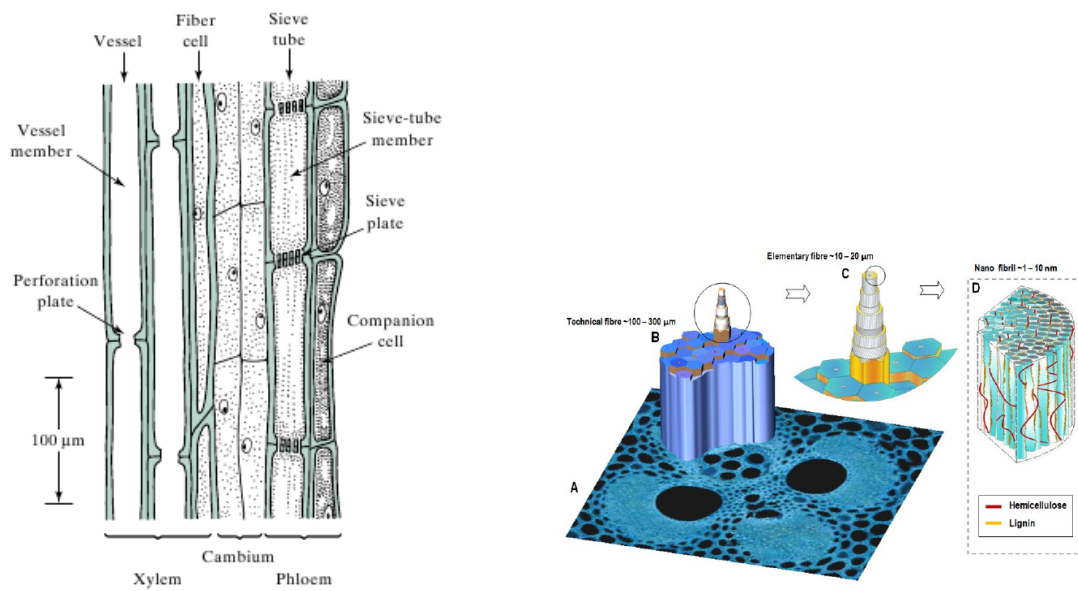 Vessel
Fiber
cell
Sieve
tube
Vessel
member
Sieve-tube
member
Sieve
plate
Perforation
plate
Companion
cell
100 µm
Cambium
Xylem
Phloem
Elementary fibre ~10 – 20 µm
C
Nano fibril ~1 – 10 nm
D
Technical fibre ~100 – 300 µm
B
A
Hemicellulose
Lignin